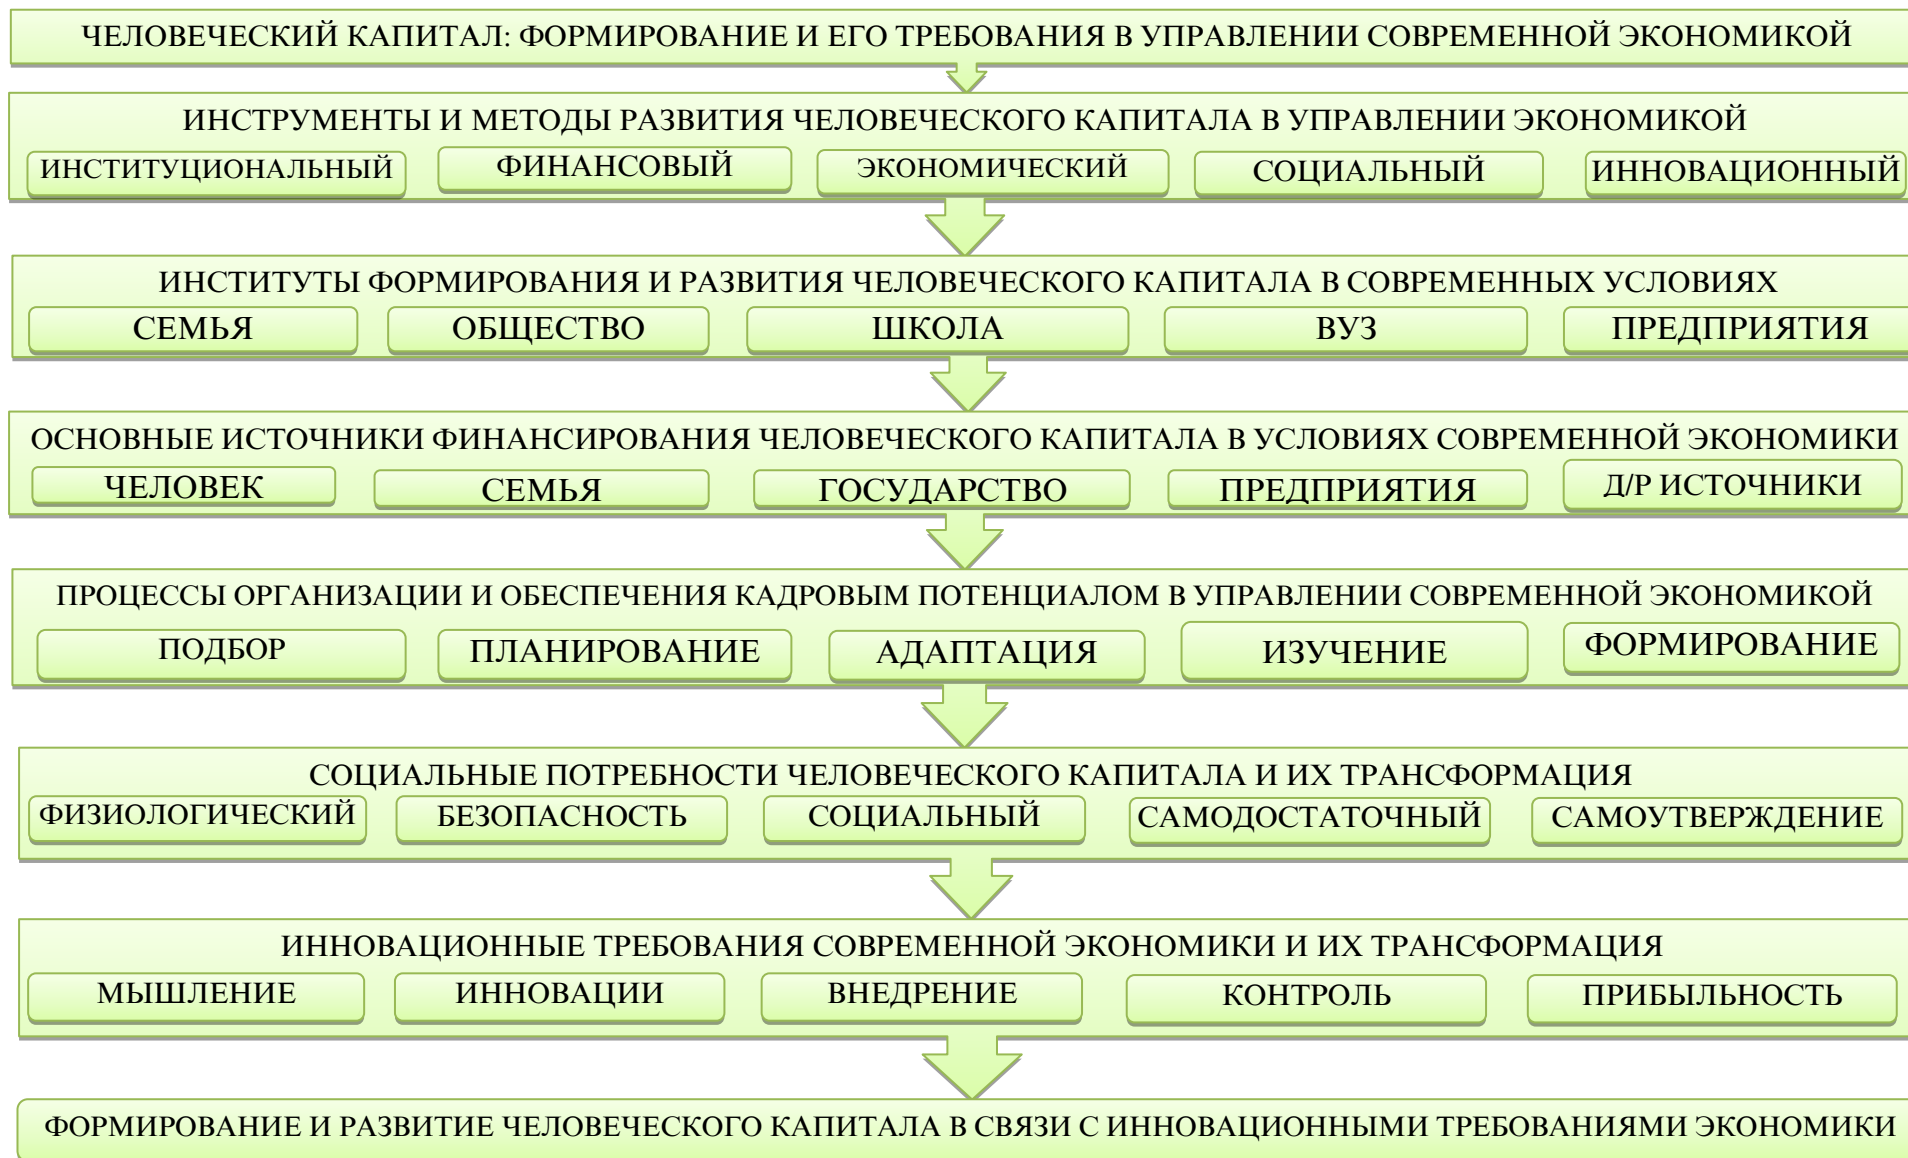 ЧЕЛОВЕЧЕСКИЙ КАПИТАЛ: ФОРМИРОВАНИЕ И ЕГО ТРЕБОВАНИЯ В УПРАВЛЕНИИ СОВРЕМЕННОЙ ЭКОНОМИКОЙ
ИНСТРУМЕНТЫ И МЕТОДЫ РАЗВИТИЯ ЧЕЛОВЕЧЕСКОГО КАПИТАЛА В УПРАВЛЕНИИ ЭКОНОМИКОЙ
ИНСТИТУЦИОНАЛЬНЫЙ ФИНАНСОВЫЙ ЭКОНОМИЧЕСКИЙ СОЦИАЛЬНЫЙ ИННОВАЦИОННЫЙ
ИНСТИТУТЫ ФОРМИРОВАНИЯ И РАЗВИТИЯ ЧЕЛОВЕЧЕСКОГО КАПИТАЛА В СОВРЕМЕННЫХ УСЛОВИЯХ
СЕМЬЯ ОБЩЕСТВО ШКОЛА ВУЗ ПРЕДПРИЯТИЯ
ОСНОВНЫЕ ИСТОЧНИКИ ФИНАНСИРОВАНИЯ ЧЕЛОВЕЧЕСКОГО КАПИТАЛА В УСЛОВИЯХ СОВРЕМЕННОЙ ЭКОНОМИКИ
ЧЕЛОВЕК СЕМЬЯ ГОСУДАРСТВО ПРЕДПРИЯТИЯ Д/Р ИСТОЧНИКИ
ПРОЦЕССЫ ОРГАНИЗАЦИИ И ОБЕСПЕЧЕНИЯ КАДРОВЫМ ПОТЕНЦИАЛОМ В УПРАВЛЕНИИ СОВРЕМЕННОЙ ЭКОНОМИКОЙ
ПОДБОР ПЛАНИРОВАНИЕ АДАПТАЦИЯ ИЗУЧЕНИЕ ФОРМИРОВАНИЕ
СОЦИАЛЬНЫЕ ПОТРЕБНОСТИ ЧЕЛОВЕЧЕСКОГО КАПИТАЛА И ИХ ТРАНСФОРМАЦИЯ
ФИЗИОЛОГИЧЕСКИЙ БЕЗОПАСНОСТЬ СОЦИАЛЬНЫЙ САМОДОСТАТОЧНЫЙ САМОУТВЕРЖДЕНИЕ
ИННОВАЦИОННЫЕ ТРЕБОВАНИЯ СОВРЕМЕННОЙ ЭКОНОМИКИ И ИХ ТРАНСФОРМАЦИЯ
МЫШЛЕНИЕ ИННОВАЦИИ ВНЕДРЕНИЕ КОНТРОЛЬ ПРИБЫЛЬНОСТЬ
ФОРМИРОВАНИЕ И РАЗВИТИЕ ЧЕЛОВЕЧЕСКОГО КАПИТАЛА В СВЯЗИ С ИННОВАЦИОННЫМИ ТРЕБОВАНИЯМИ ЭКОНОМИКИ